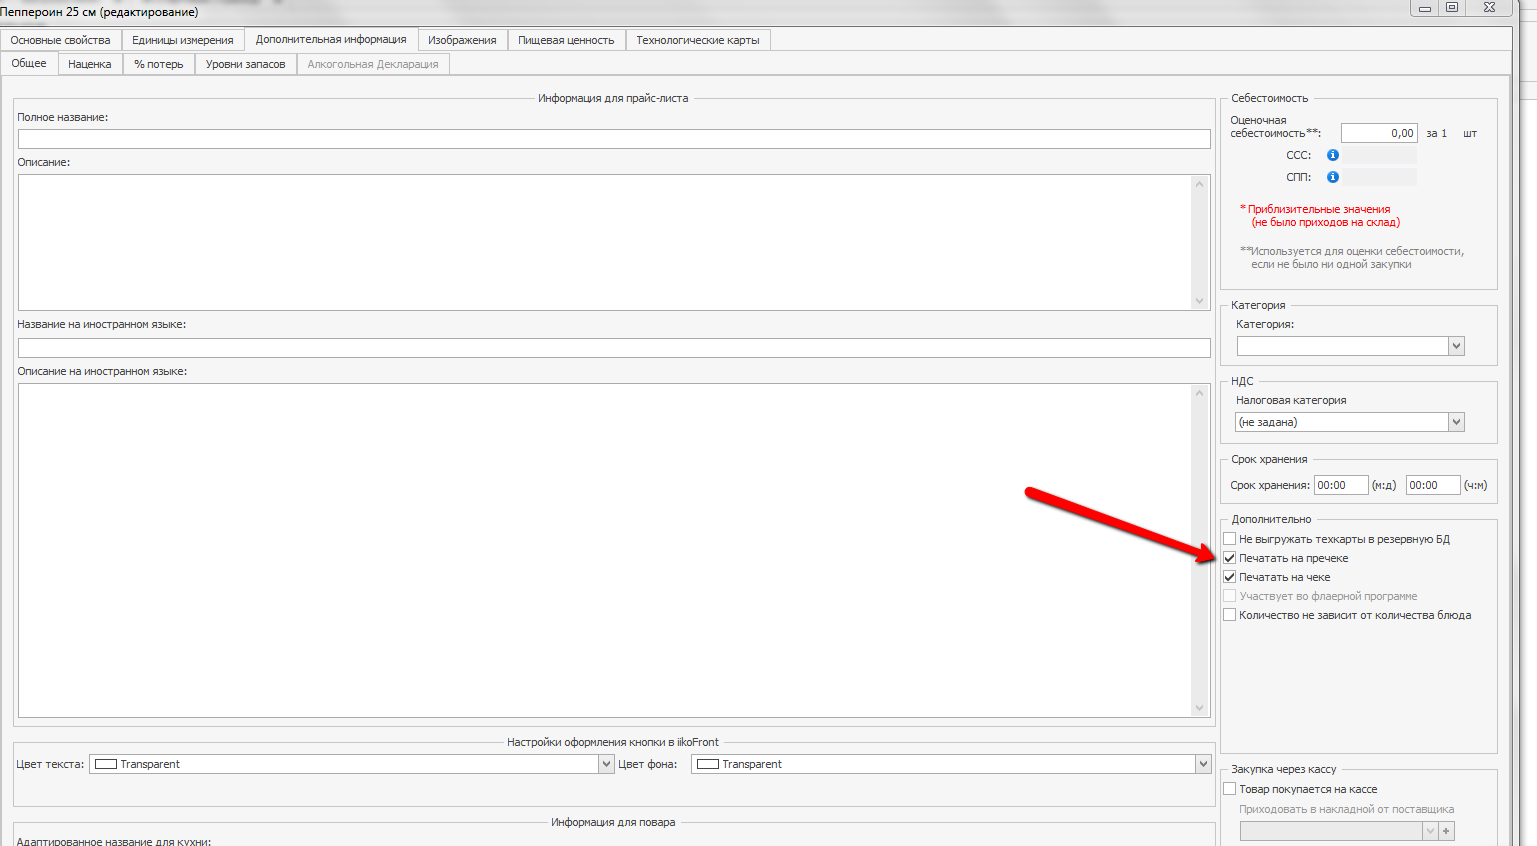 Пеппероин 25 см (редактирование)
Основные свойства
Единицы измерения
Дополнительная информация
Изображения
Пищевая ценность
Технологические карты
Общее
Наценка
% потерь
Уровни запасов
Алкогольная Декларация
Информация для прайс-листа
Полное название:
Описание:
Название на иностранном языке:
Описание на иностранном языке:
Настройки оформления кнопки в iikoFront
Цвет текста:
Transparent
Цвет фона:
Transparent
Информация для повара
Адаптированное название для кухни:
Себестоимость
Оценочная
себестоимость**:
0,00
за 1
шт
ССС:
СПП:
* Приблизительные значения
(не было приходов на склад)
**Используется для оценки себестоимости,
если не было ни одной закупки
Категория
Категория:
НДС
Налоговая категория
(не задана)
Срок хранения
Срок хранения:
00:00
(м:д)
00:00
(ч:м)
Дополнительно
Не выгружать техкарты в резервную БД
Печатать на пречеке
Печатать на чеке
Участвует во флаерной программе
Количество не зависит от количества блюда
Закупка через кассу
Товар покупается на кассе
Приходовать в накладной от поставщика